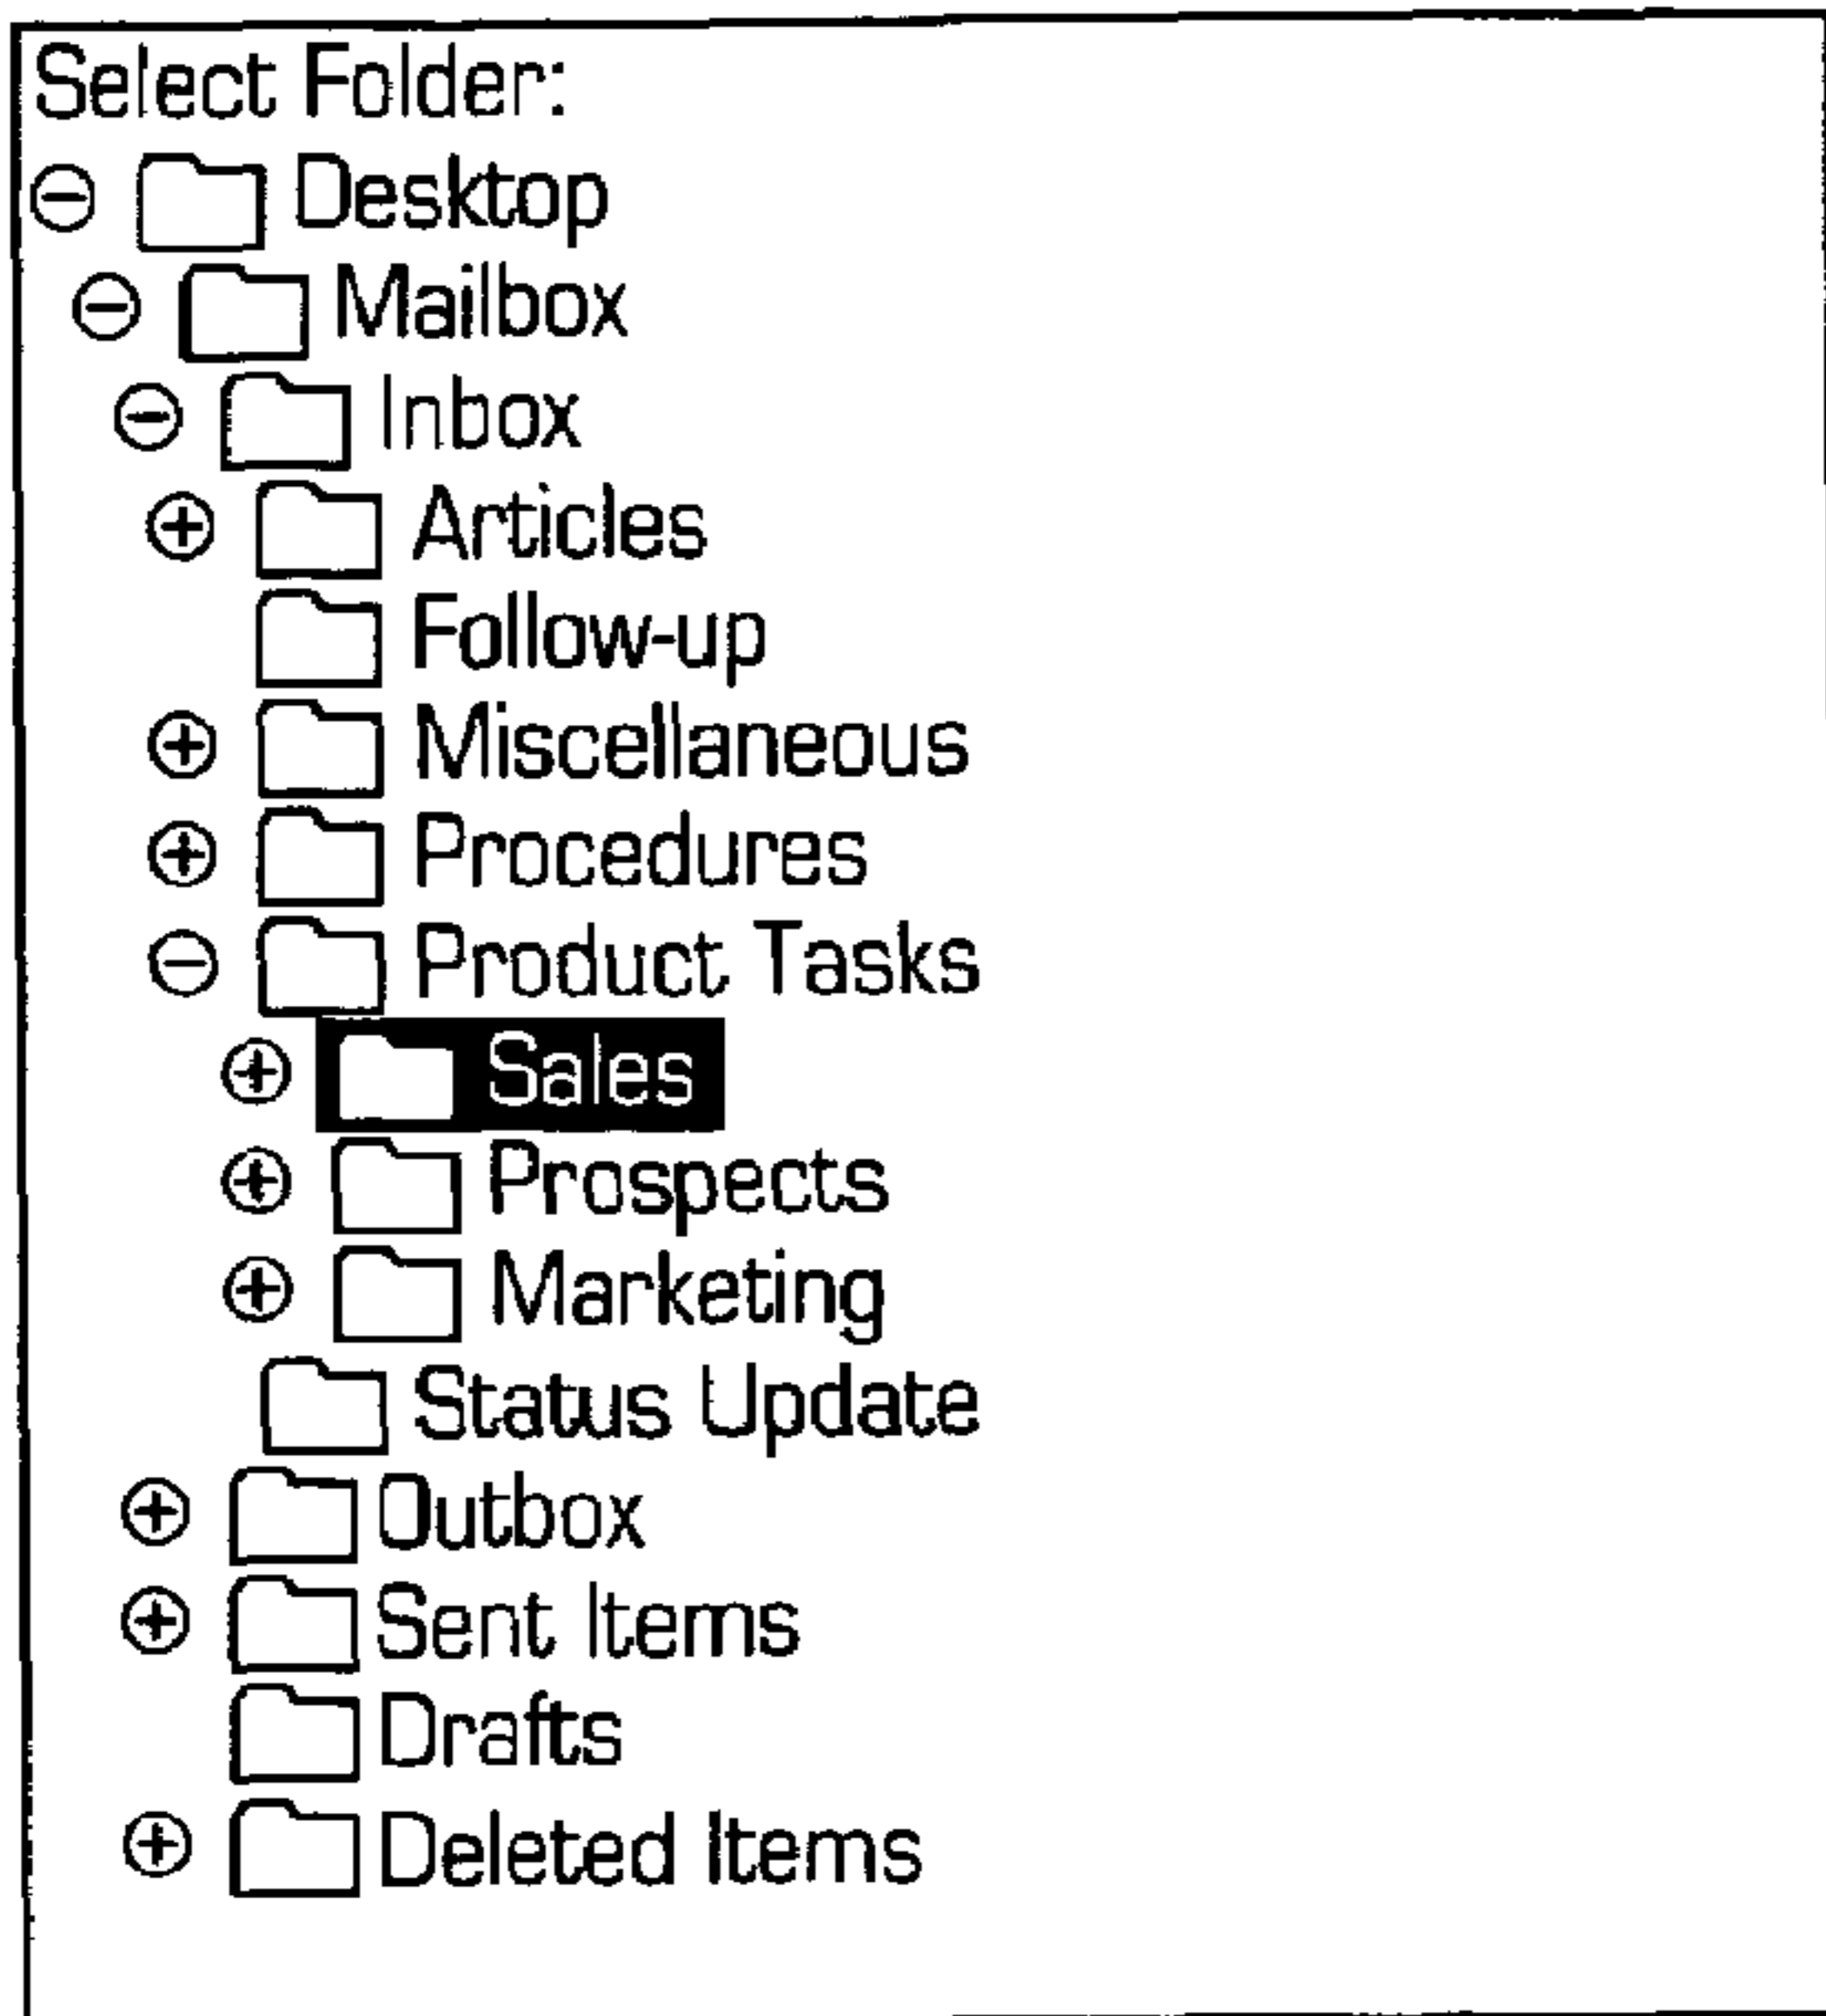 Select Folder:
Desktop
Mailbox
Inbox
Articles
Follow-up
Miscellaneous
Procedures
Product Tasks
Sales
Prospects
Marketing
Status Update
Outbox
Sent Items
Drafts
Deleted Items